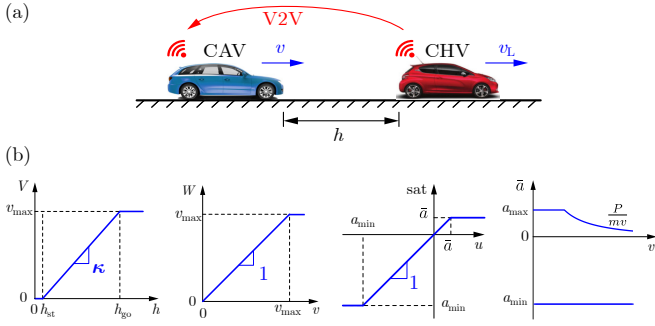 (a)
V2V
CAV v CHV v_L
h
(b)
V W sat ā
v_max v_max a_min ā a_max P/mv
ā u 0 v
κ 1 1 a_min a_min
0 0
0 h_st h_go h 0 v_max v